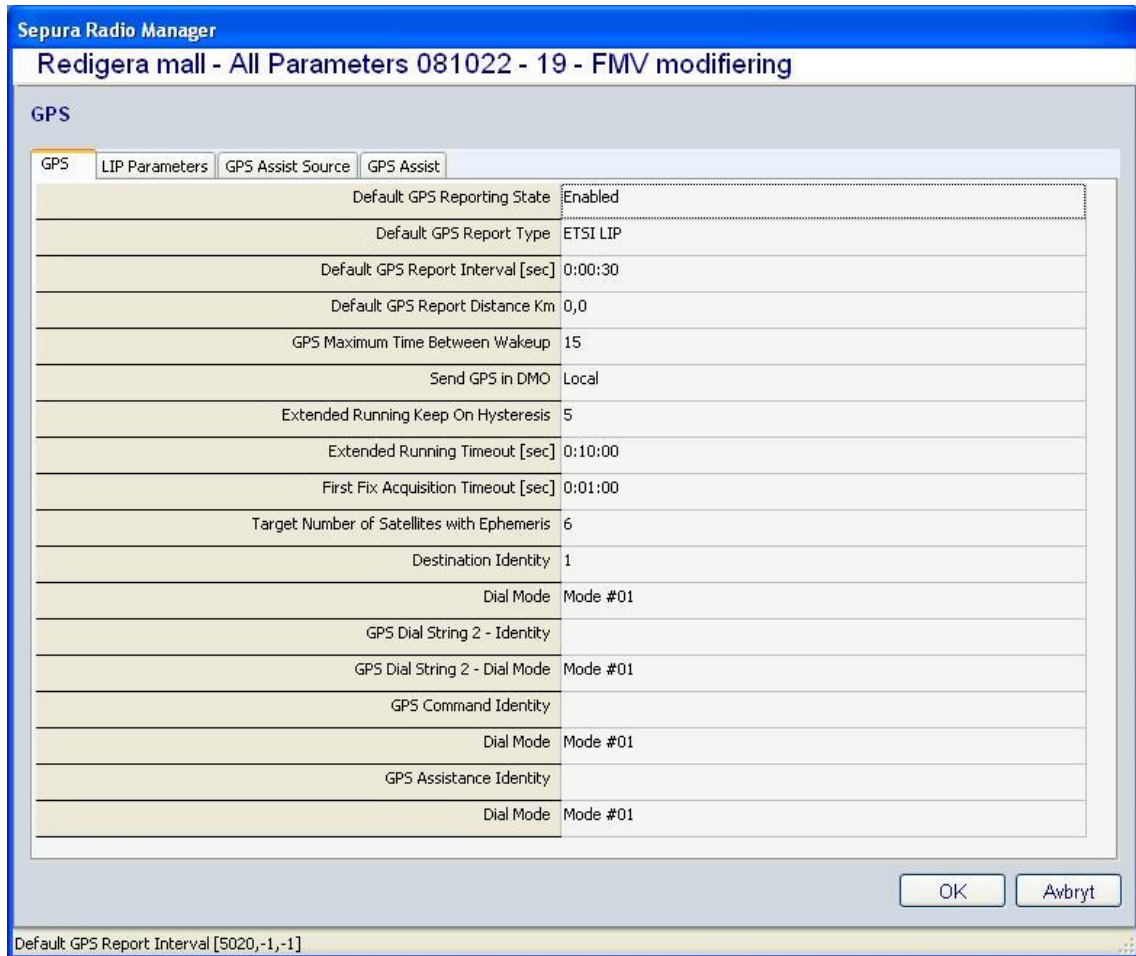 Sepura Radio Manager
Redigera mall - All Parameters 081022 - 19 - FMV modifiering
GPS
GPS LIP Parameters GPS Assist Source GPS Assist
Default GPS Reporting State Enabled
Default GPS Report Type ETSI LIP
Default GPS Report Interval [sec] 0:00:30
Default GPS Report Distance Km 0,0
GPS Maximum Time Between Wakeup 15
Send GPS in DMO Local
Extended Running Keep On Hysteresis 5
Extended Running Timeout [sec] 0:10:00
First Fix Acquisition Timeout [sec] 0:01:00
Target Number of Satellites with Ephemeris 6
Destination Identity 1
Dial Mode Mode #01
GPS Dial String 2 - Identity
GPS Dial String 2 - Dial Mode Mode #01
GPS Command Identity
Dial Mode Mode #01
GPS Assistance Identity
Dial Mode Mode #01
OK Avbryt
Default GPS Report Interval [5020,-1,-1]